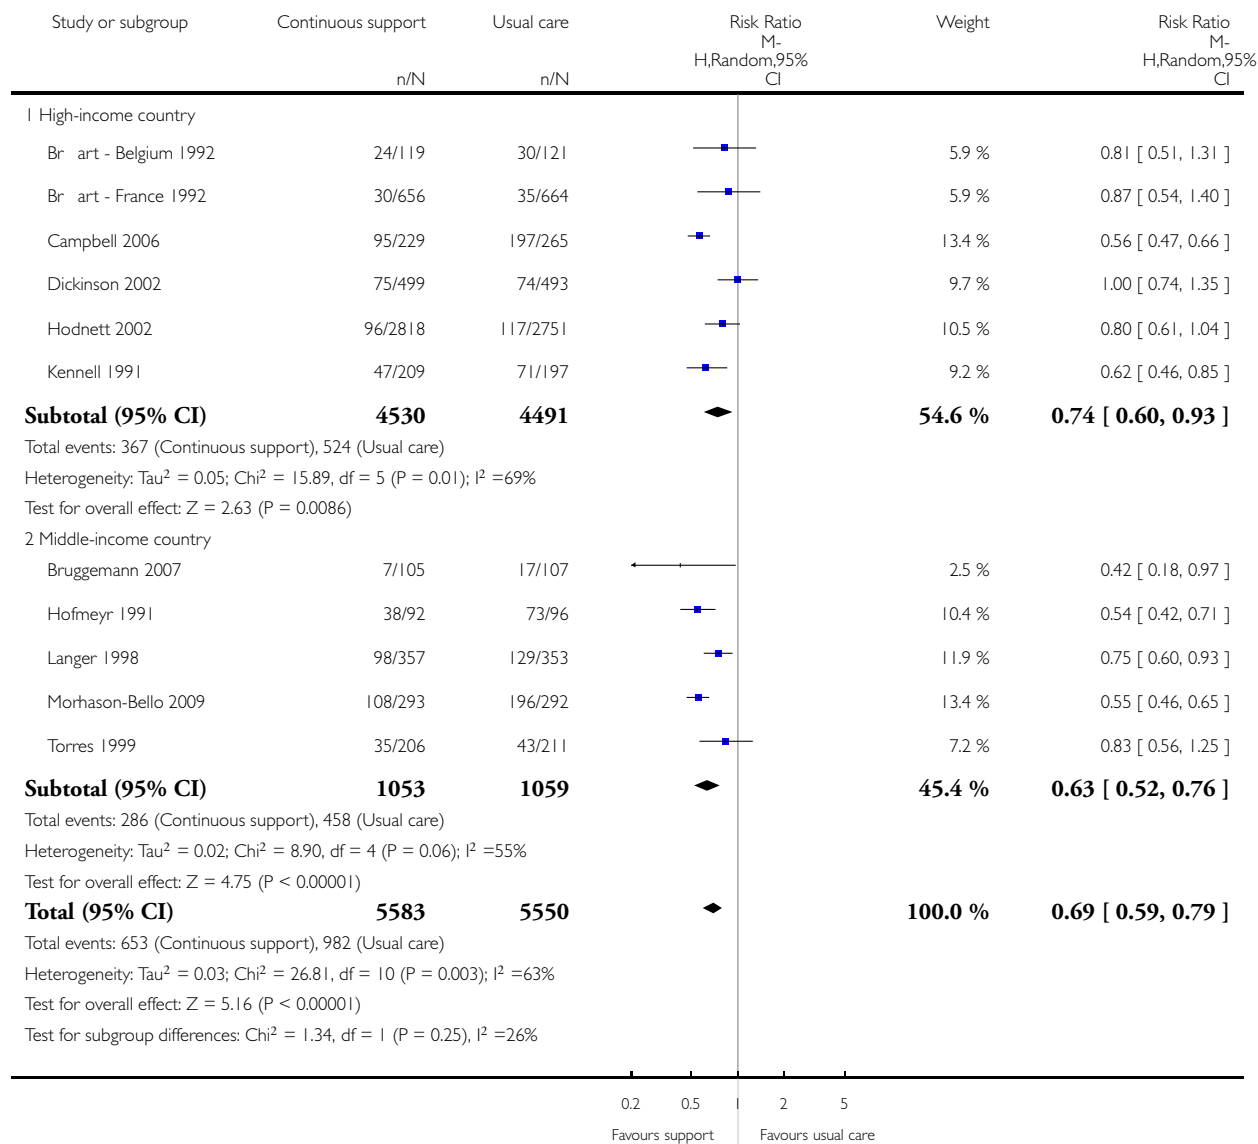 Study or subgroup Continuous support Usual care Risk Ratio Weight Risk Ratio
M- M-
H,Random,95% H,Random,95%
n/N n/N CI CI
1 High-income country
Br art - Belgium 1992 24/119 30/121 5.9 % 0.81 [ 0.51, 1.31 ]
Br art - France 1992 30/656 35/664 5.9 % 0.87 [ 0.54, 1.40 ]
Campbell 2006 95/229 197/265 13.4 % 0.56 [ 0.47, 0.66 ]
Dickinson 2002 75/499 74/493 9.7 % 1.00 [ 0.74, 1.35 ]
Hodnett 2002 96/2818 117/2751 10.5 % 0.80 [ 0.61, 1.04 ]
Kennell 1991 47/209 71/197 9.2 % 0.62 [ 0.46, 0.85 ]
Subtotal (95% CI) 4530 4491 54.6 % 0.74 [ 0.60, 0.93 ]
Total events: 367 (Continuous support), 524 (Usual care)
Heterogeneity: Tau² = 0.05; Chi² = 15.89, df = 5 (P = 0.01); I² =69%
Test for overall effect: Z = 2.63 (P = 0.0086)
2 Middle-income country
Bruggemann 2007 7/105 17/107 2.5 % 0.42 [ 0.18, 0.97 ]
Hofmeyr 1991 38/92 73/96 10.4 % 0.54 [ 0.42, 0.71 ]
Langer 1998 98/357 129/353 11.9 % 0.75 [ 0.60, 0.93 ]
Morhason-Bello 2009 108/293 196/292 13.4 % 0.55 [ 0.46, 0.65 ]
Torres 1999 35/206 43/211 7.2 % 0.83 [ 0.56, 1.25 ]
Subtotal (95% CI) 1053 1059 45.4 % 0.63 [ 0.52, 0.76 ]
Total events: 286 (Continuous support), 458 (Usual care)
Heterogeneity: Tau² = 0.02; Chi² = 8.90, df = 4 (P = 0.06); I² =55%
Test for overall effect: Z = 4.75 (P < 0.00001)
Total (95% CI) 5583 5550 100.0 % 0.69 [ 0.59, 0.79 ]
Total events: 653 (Continuous support), 982 (Usual care)
Heterogeneity: Tau² = 0.03; Chi² = 26.81, df = 10 (P = 0.003); I² =63%
Test for overall effect: Z = 5.16 (P < 0.00001)
Test for subgroup differences: Chi² = 1.34, df = 1 (P = 0.25), I² =26%
0.2 0.5 1 2 5
Favours support Favours usual care